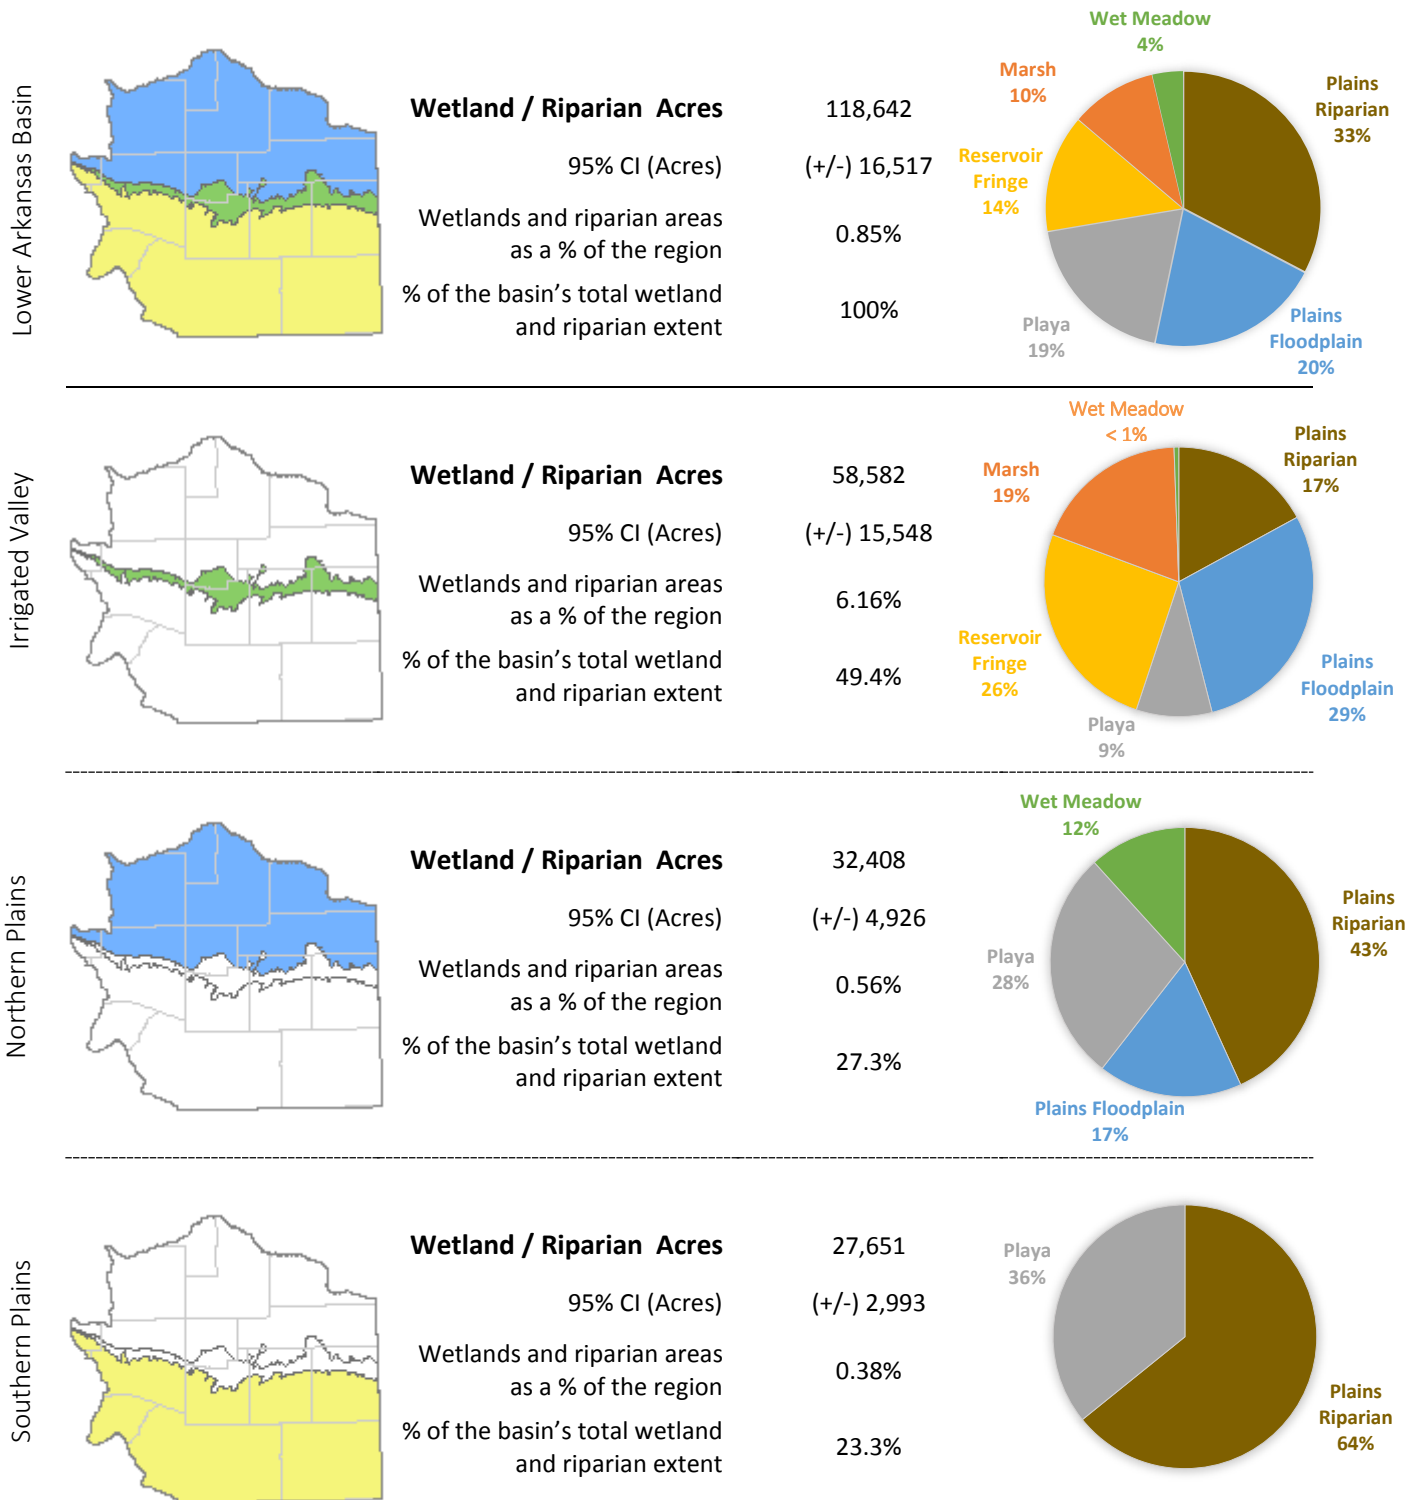 Lower Arkansas Basin
Wetland / Riparian Acres
118,642
95% CI (Acres)
(+/-) 16,517
Wetlands and riparian areas
as a % of the region
0.85%
% of the basin's total wetland
and riparian extent
100%
Wet Meadow
4%
Marsh
10%
Reservoir
Fringe
14%
Playa
19%
Plains
Riparian
33%
Plains
Floodplain
20%
Irrigated Valley
Wetland / Riparian Acres
58,582
95% CI (Acres)
(+/-) 15,548
Wetlands and riparian areas
as a % of the region
6.16%
% of the basin's total wetland
and riparian extent
49.4%
Wet Meadow
< 1%
Marsh
19%
Reservoir
Fringe
26%
Playa
9%
Plains
Riparian
17%
Plains
Floodplain
29%
Northern Plains
Wetland / Riparian Acres
32,408
95% CI (Acres)
(+/-) 4,926
Wetlands and riparian areas
as a % of the region
0.56%
% of the basin's total wetland
and riparian extent
27.3%
Wet Meadow
12%
Playa
28%
Plains
Riparian
43%
Plains Floodplain
17%
Southern Plains
Wetland / Riparian Acres
27,651
95% CI (Acres)
(+/-) 2,993
Wetlands and riparian areas
as a % of the region
0.38%
% of the basin's total wetland
and riparian extent
23.3%
Playa
36%
Plains
Riparian
64%